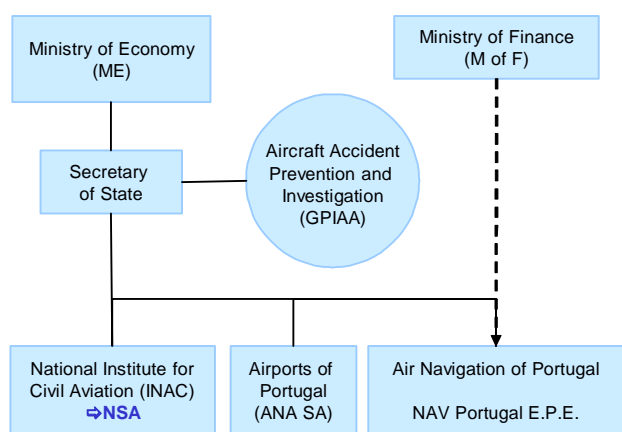 Ministry of Economy
(ME)
Ministry of Finance
(M of F)
Secretary
of State
Aircraft Accident
Prevention and
Investigation
(GPIAA)
National Institute for
Civil Aviation (INAC)
⇨NSA
Airports of
Portugal
(ANA SA)
Air Navigation of Portugal
NAV Portugal E.P.E.